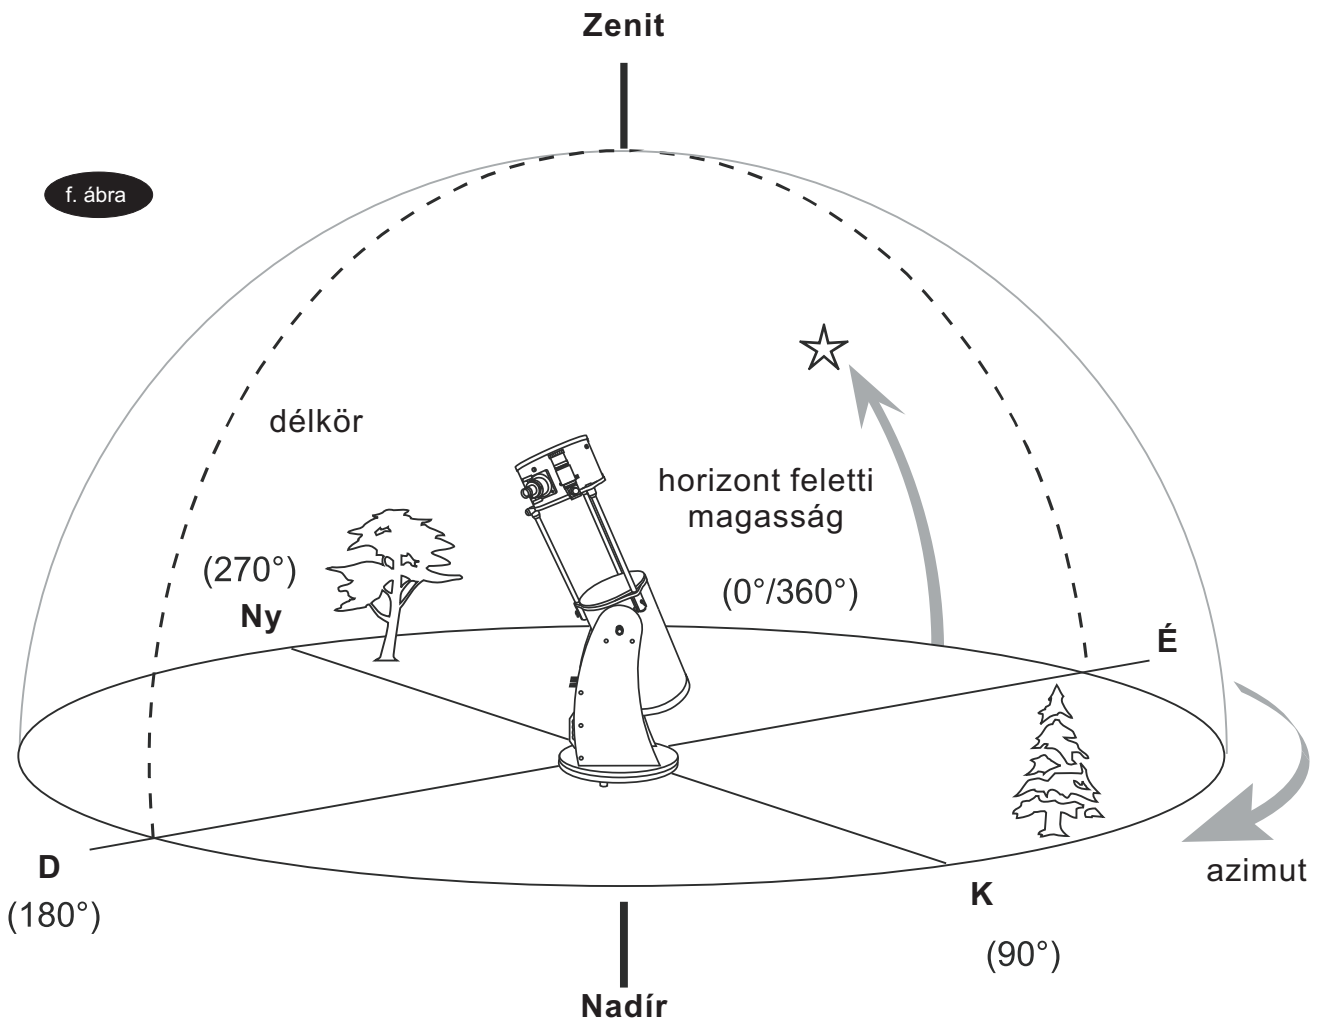 Zenit
f. ábra
délkör
horizont feletti
magasság
(270°)
Ny
(0°/360°)
É
D
(180°)
azimut
K
(90°)
Nadír